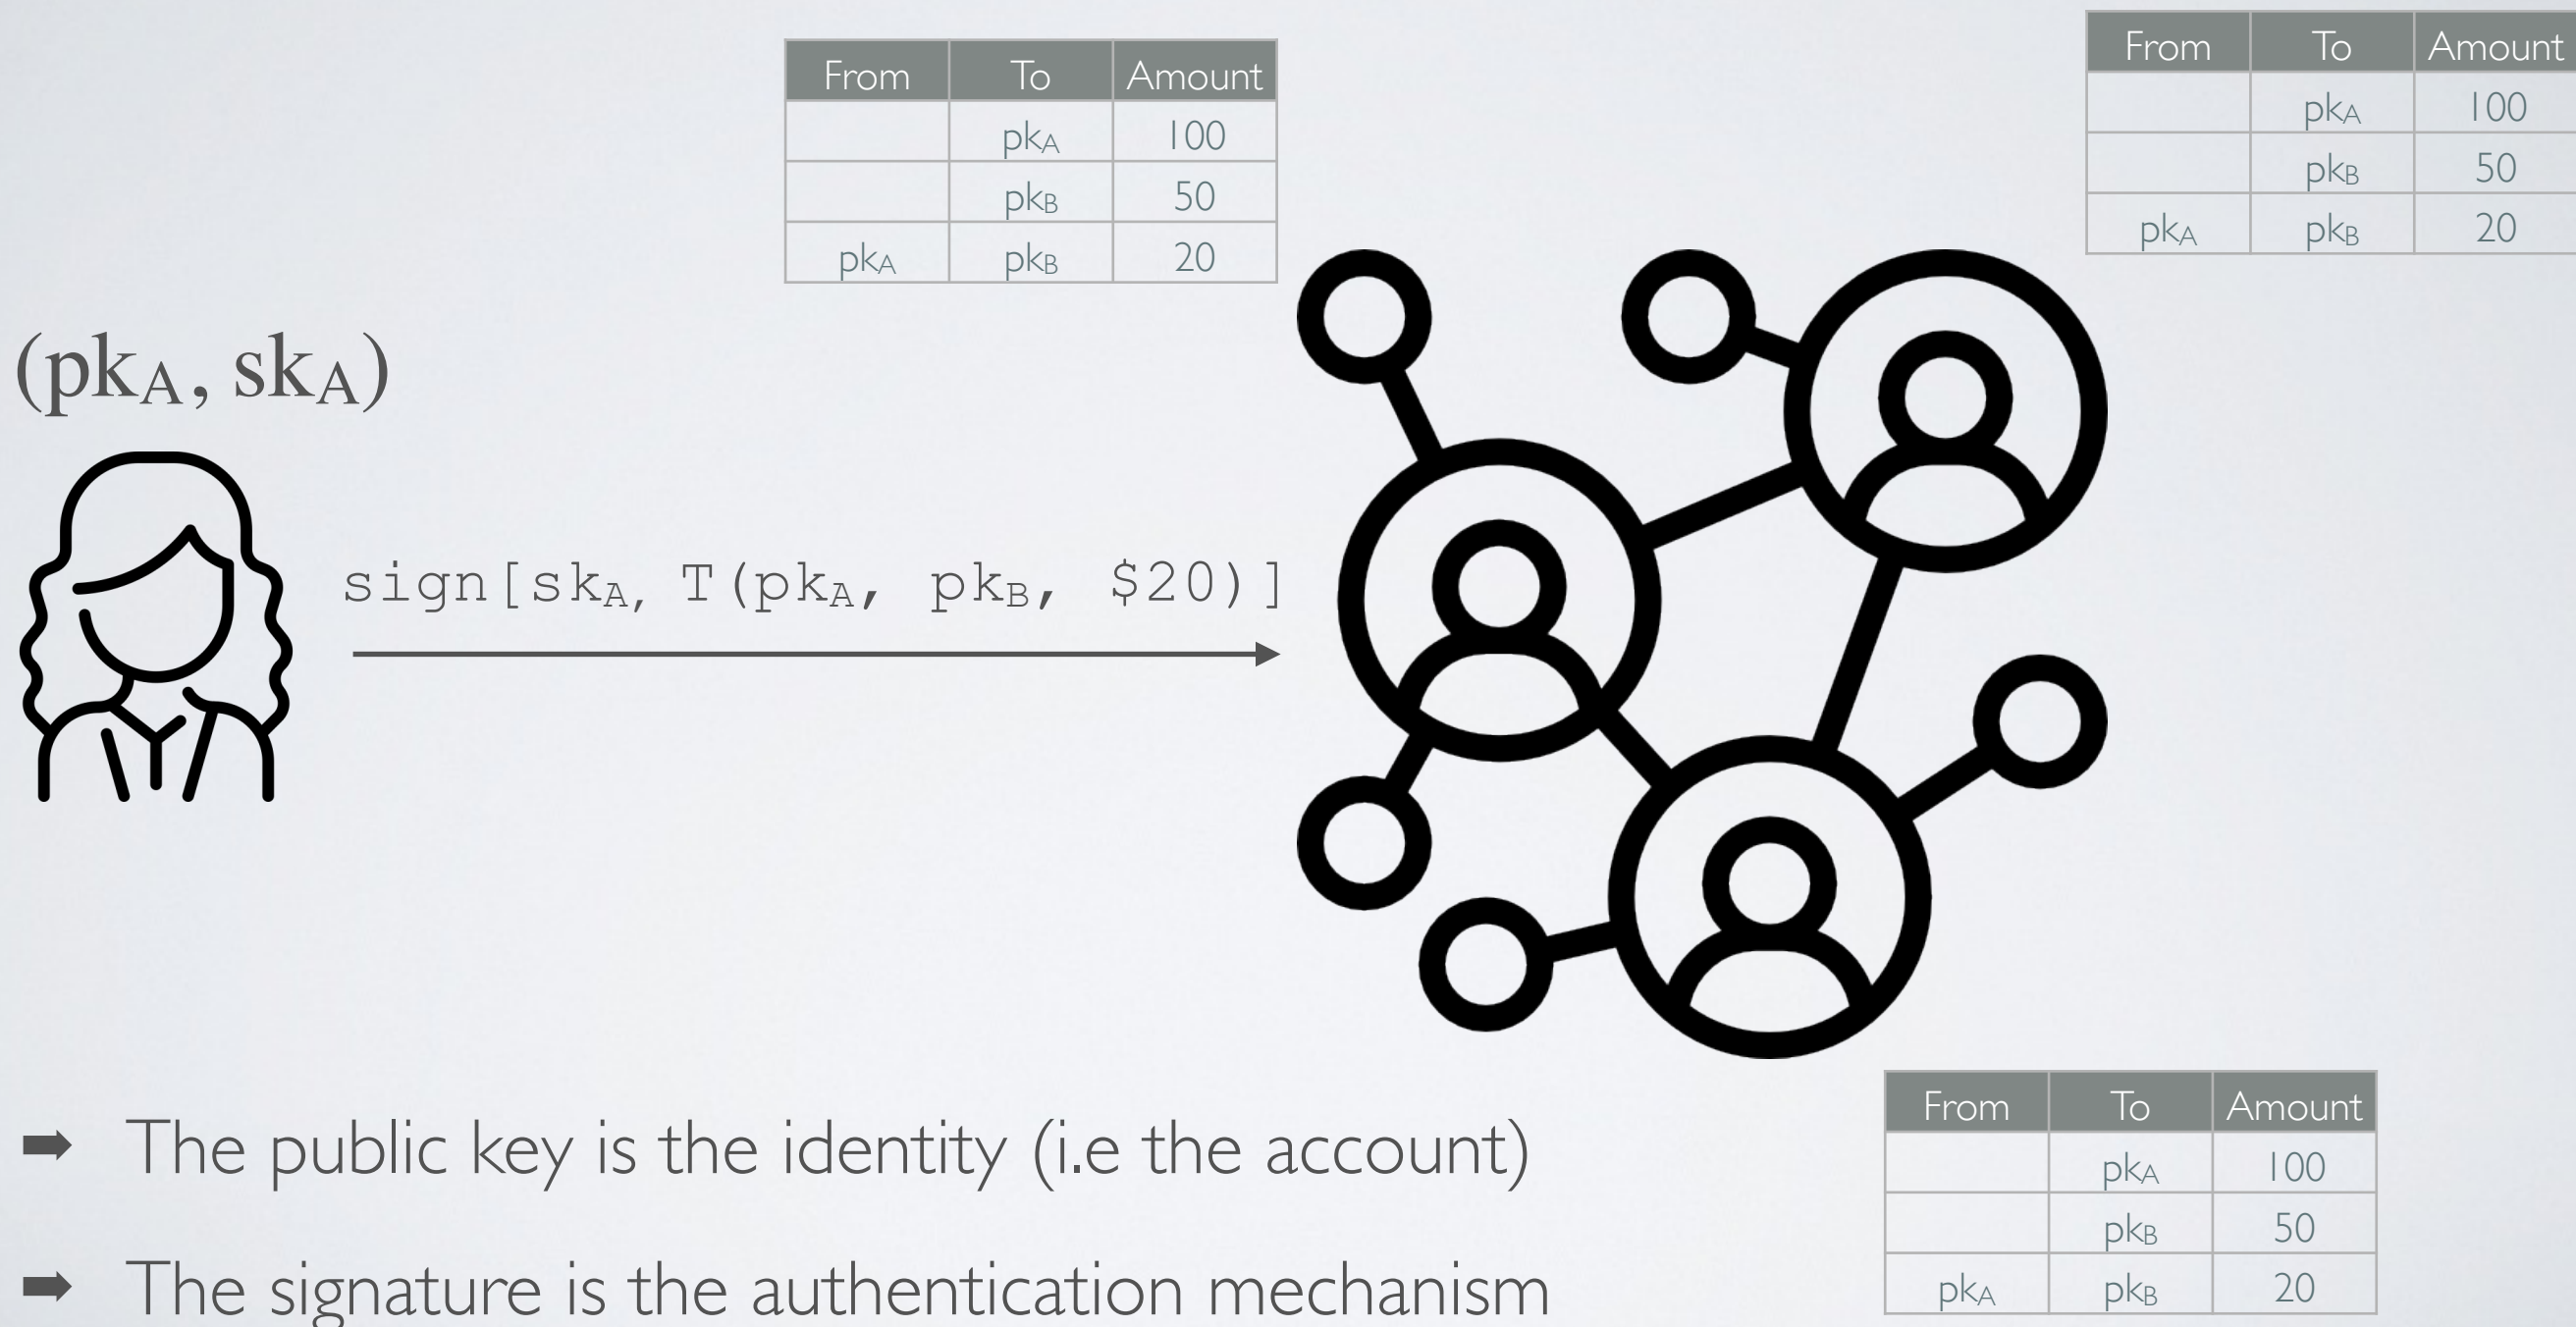 From To Amount
pkA 100
pkB 50
pkA pkB 20
From To Amount
pkA 100
pkB 50
pkA pkB 20
(pkA, skA)
sign[skA, T(pkA, pkB, $20)]
➡ The public key is the identity (i.e the account)
➡ The signature is the authentication mechanism
From To Amount
pkA 100
pkB 50
pkA pkB 20